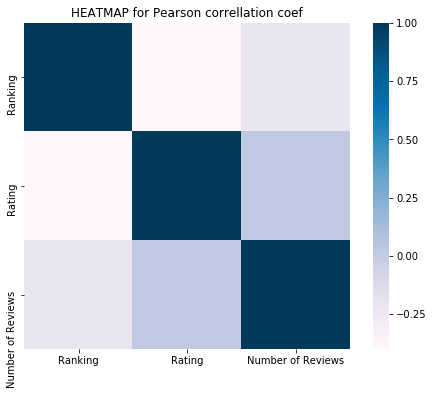 HEATMAP for Pearson correllation coef
Ranking
Rating
Number of Reviews
Ranking
Rating
Number of Reviews
1.00
0.75
0.50
0.25
0.00
−0.25